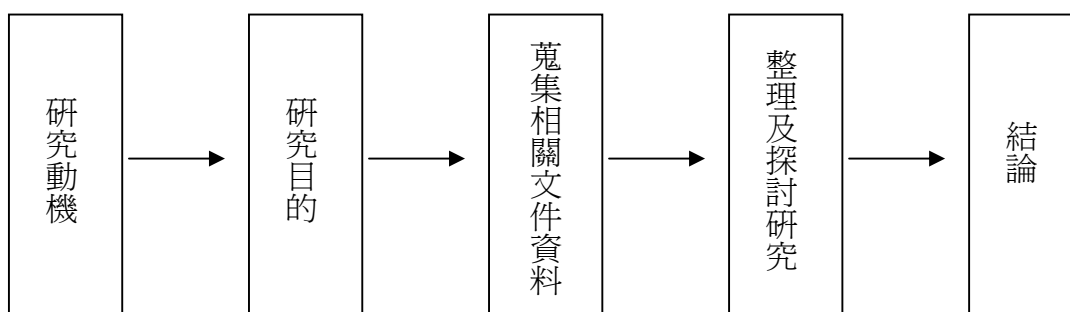 研究動機
研究目的
蒐集相關文件資料
整理及探討研究
結論